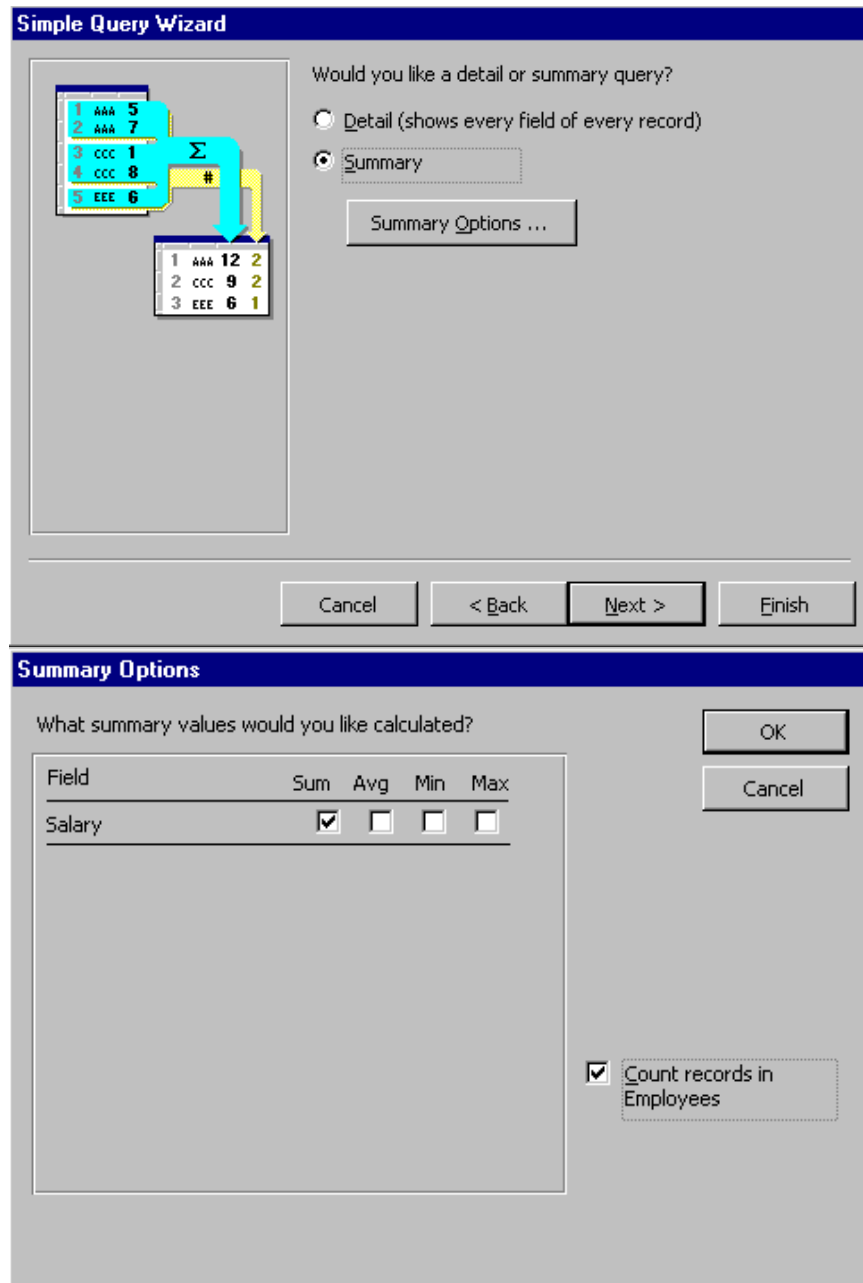 Simple Query Wizard
Would you like a detail or summary query?
Detail (shows every field of every record)
Summary
Summary Options ...
1 AAA 5
2 AAA 7
3 CCC 1
4 CCC 8
5 EEE 6
Σ
#
1 AAA 12 2
2 CCC 9 2
3 EEE 6 1
Cancel
< Back
Next >
Finish
Summary Options
What summary values would you like calculated?
OK
Cancel
Field Sum Avg Min Max
Salary
Count records in
Employees